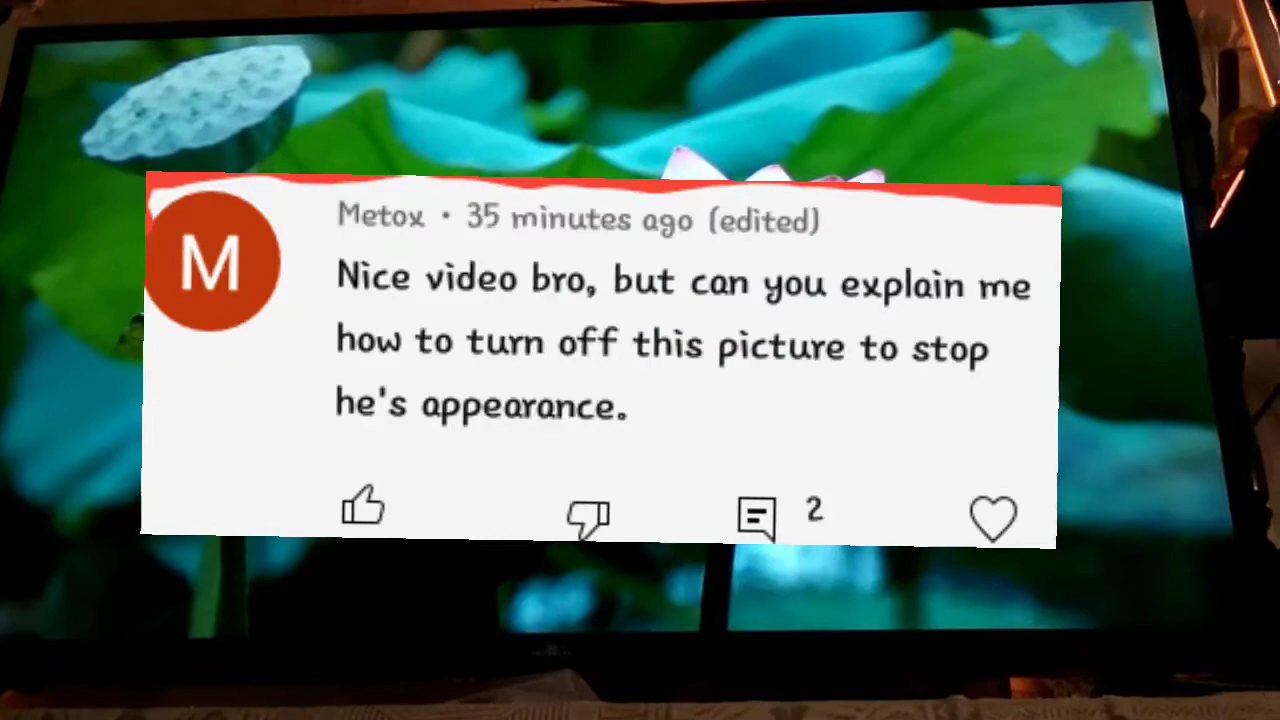 M
Metox • 35 minutes ago (edited)
Nice video bro, but can you explain me
how to turn off this picture to stop
he's appearance.
2